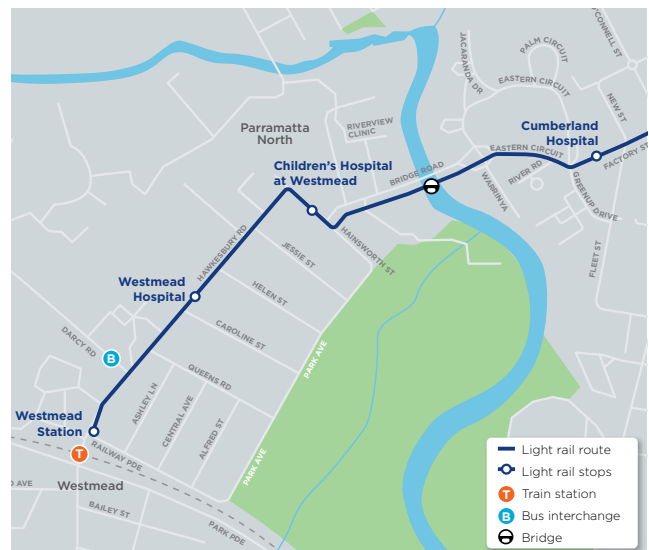 O'CONNELL ST
JACARANDA DR
PALM CIRCUIT
EASTERN CIRCUIT
NEW ST
Cumberland
Hospital
Parramatta
North
RIVERVIEW
CLINIC
EASTERN CIRCUIT
FACTORY ST
Children's Hospital
at Westmead
BRIDGE ROAD
RIVER RD
WARRINYA
GREENUP DRIVE
HAWKESBURY RD
HAINSWORTH ST
JESSIE ST
FLEET ST
Westmead
Hospital
HELEN ST
CAROLINE ST
DARCY RD
B
PARK AVE
QUEENS RD
ASHLEY LN
CENTRAL AVE
ALFRED ST
Westmead
Station
RAILWAY PDE
T
PARK AVE
Westmead
AVE
BAILEY ST
PARK PDE
Light rail route
Light rail stops
T Train station
B Bus interchange
Bridge